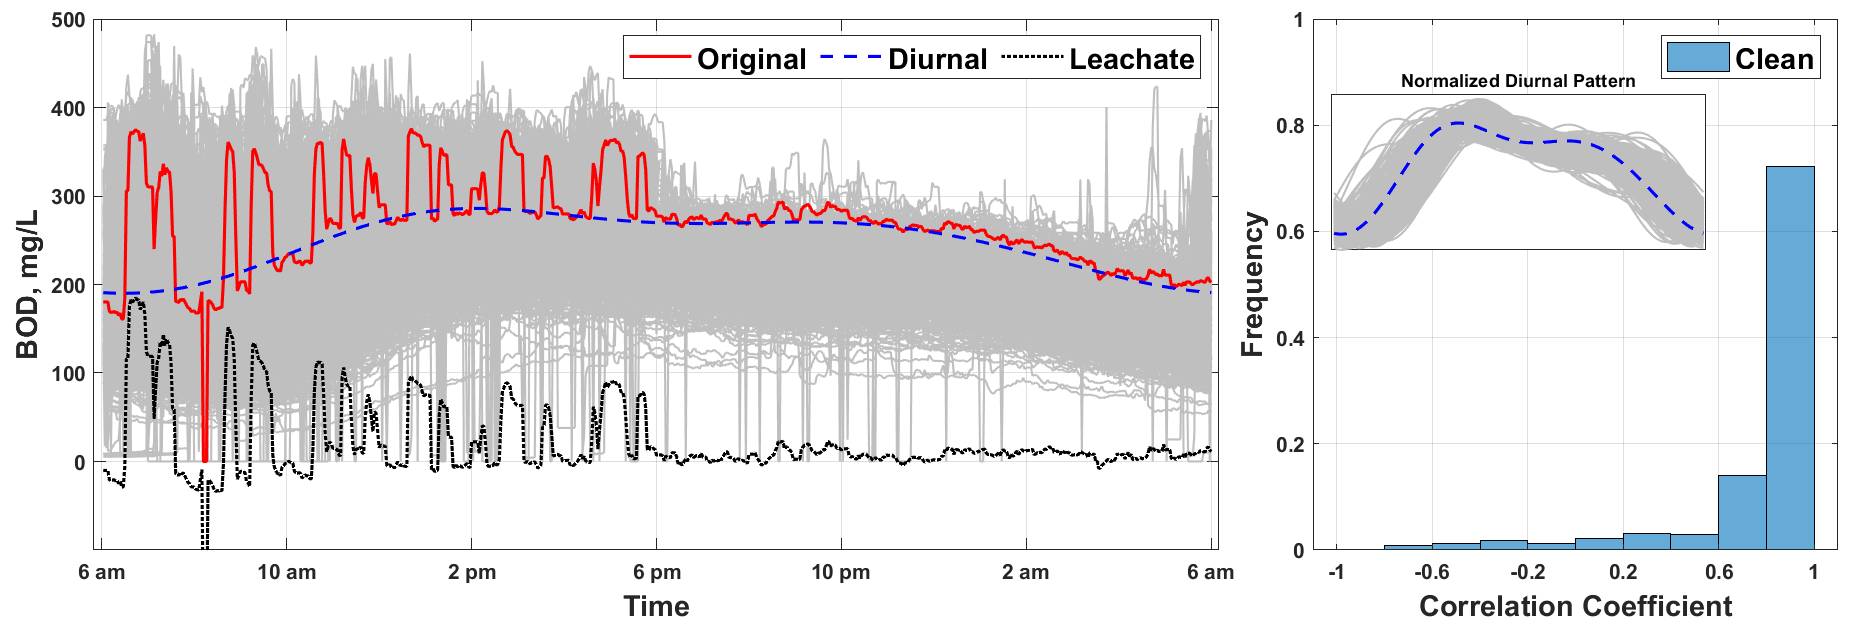 500
400
300
200
100
0
BOD, mg/L
Original Diurnal Leachate
6 am 10 am 2 pm 6 pm 10 pm 2 am 6 am
Time
1
0.8
0.6
0.4
0.2
0
Frequency
Clean
Normalized Diurnal Pattern
-1 -0.6 -0.2 0.2 0.6 1
Correlation Coefficient